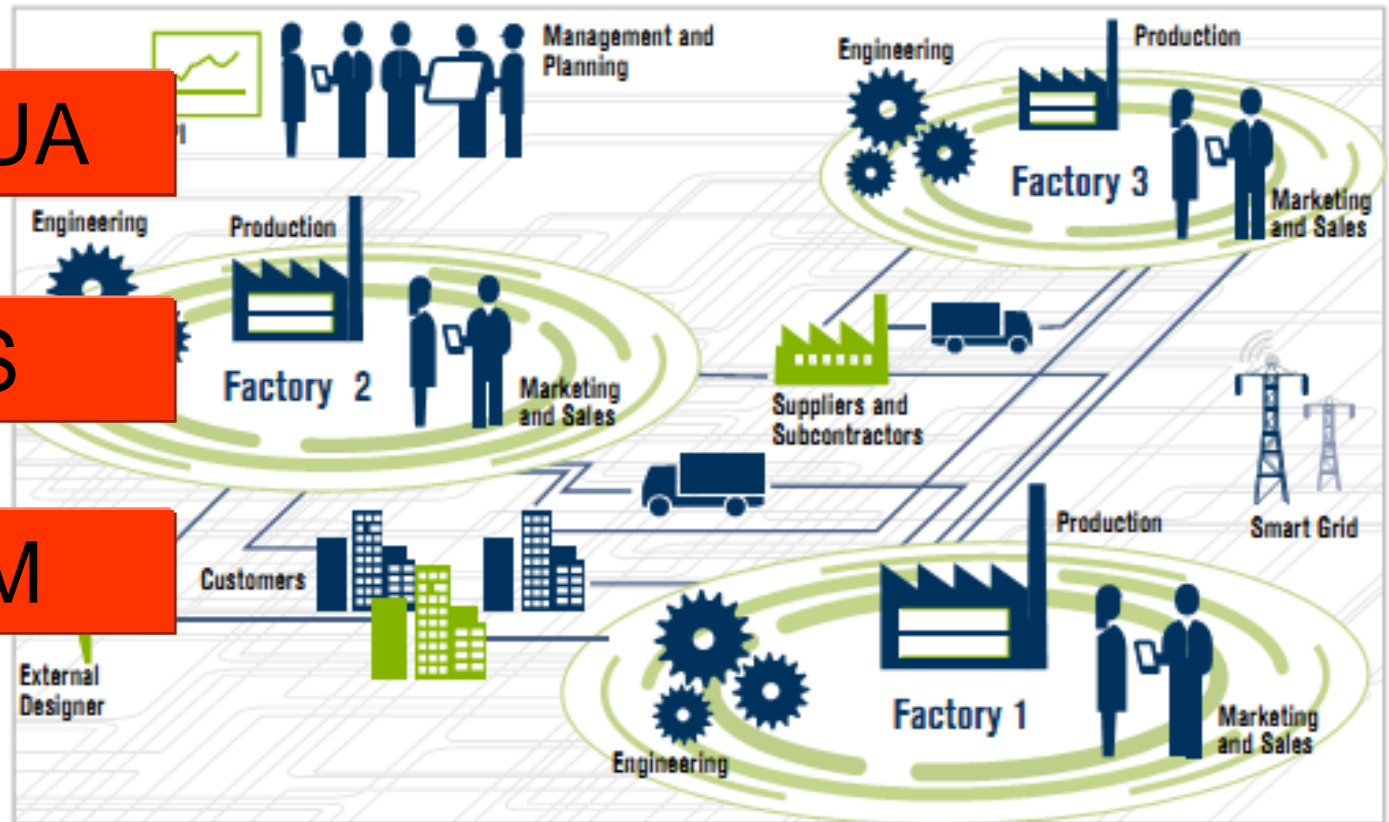 Management and
Planning
Engineering
Production
UA
Factory 3
Marketing
and Sales
Engineering
Production
S
Factory 2
Marketing
and Sales
Suppliers and
Subcontractors
Smart Grid
M
Customers
Production
External
Designer
Factory 1
Marketing
and Sales
Engineering